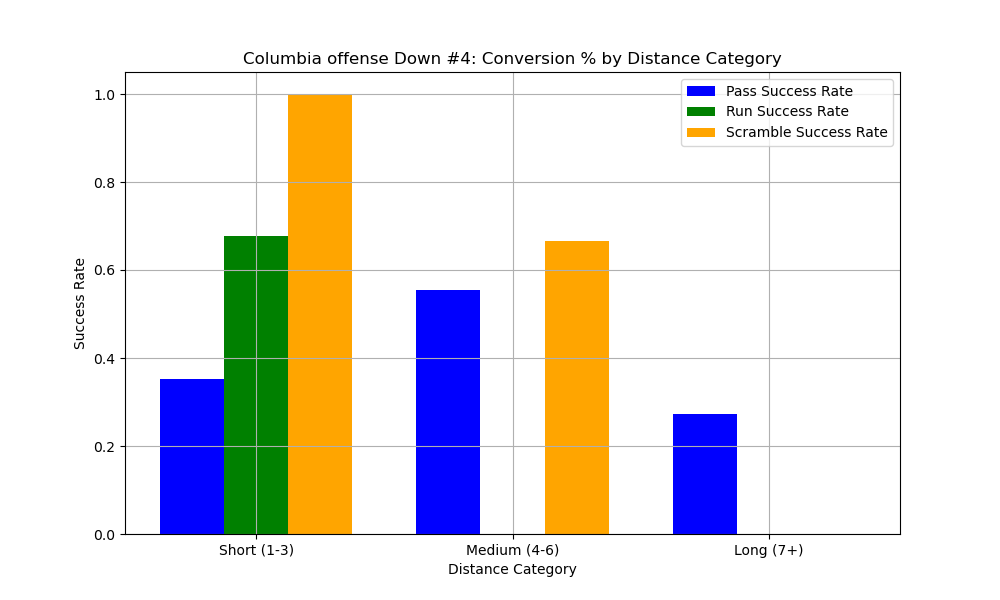 Columbia offense Down #4: Conversion % by Distance Category
Pass Success Rate
Run Success Rate
Scramble Success Rate
Success Rate
1.0
0.8
0.6
0.4
0.2
0.0
Short (1-3)
Medium (4-6)
Long (7+)
Distance Category